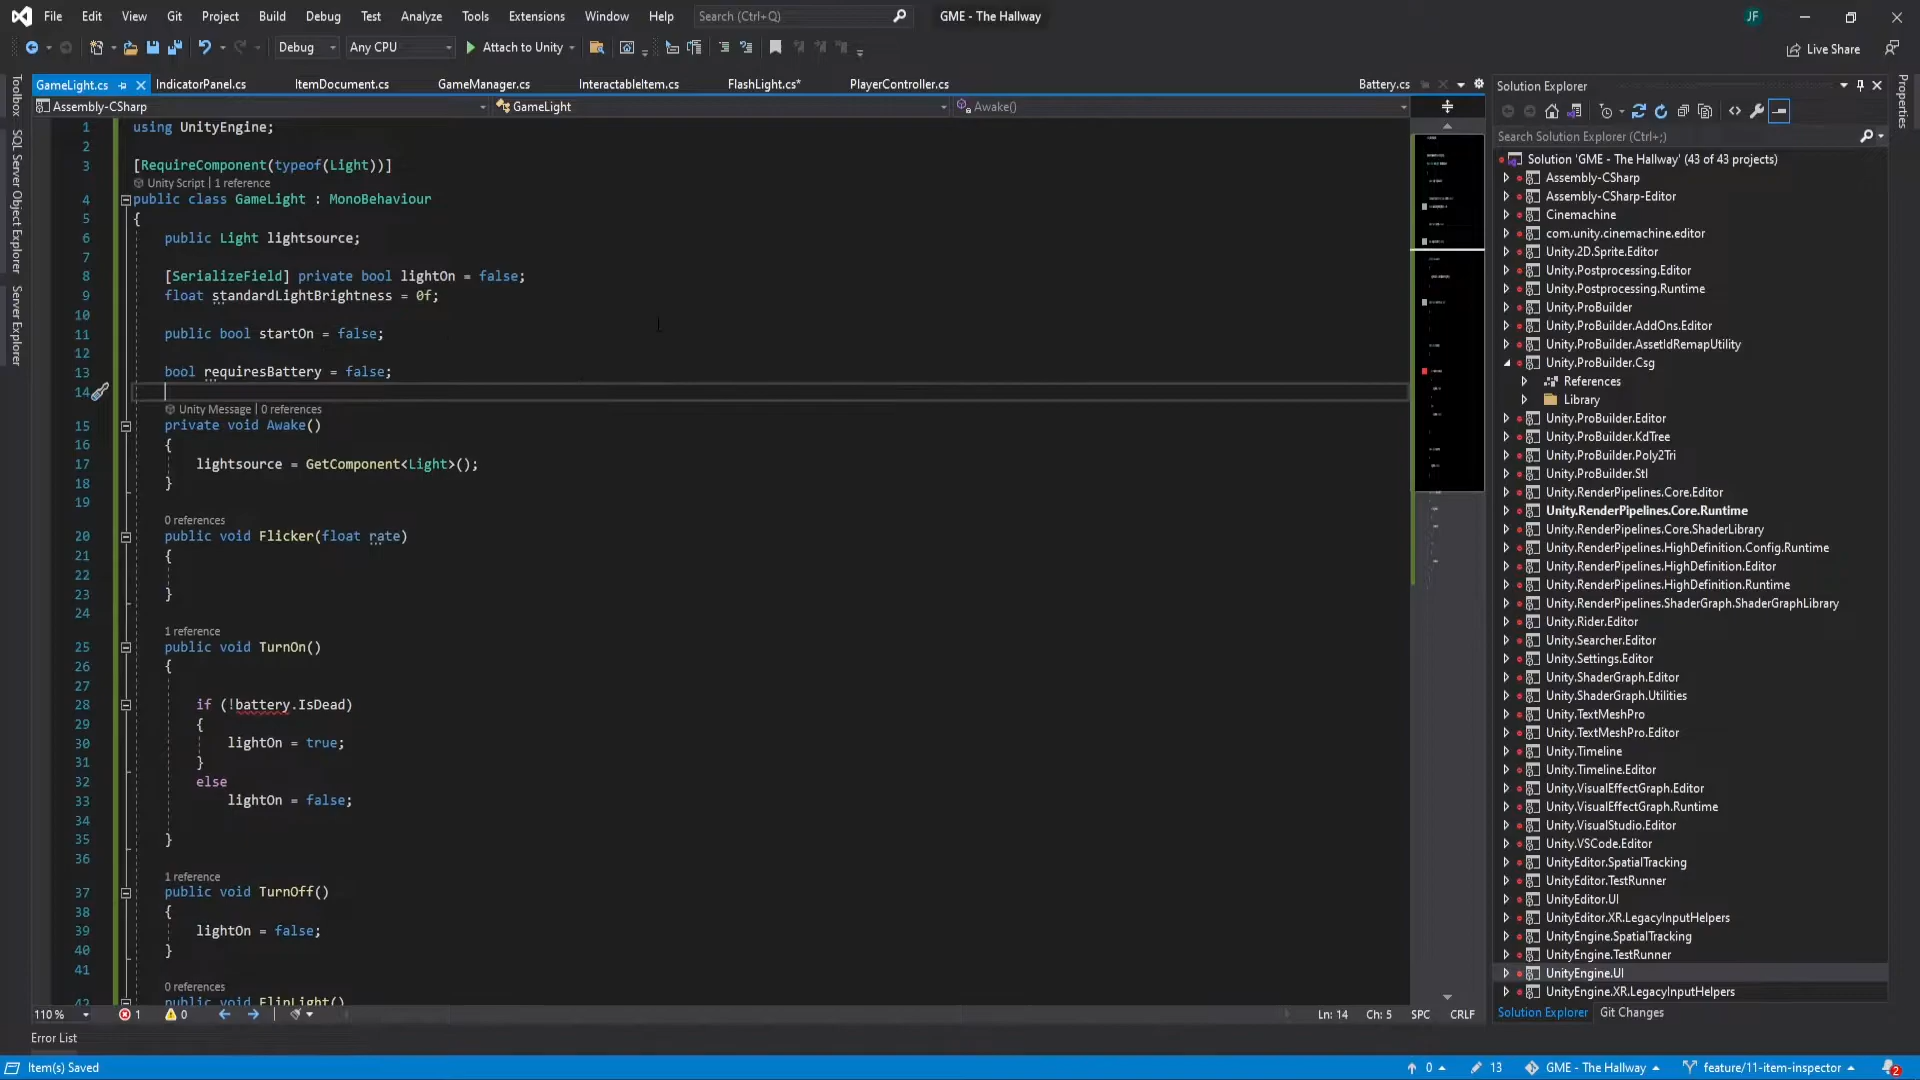 File Edit View Git Project Build Debug Test Analyze Tools Extensions Window Help Search (Ctrl+Q) GME - The Hallway JF
Debug Any CPU Attach to Unity Live Share
GameLight.cs IndicatorPanel.cs ItemDocument.cs GameManager.cs InteractableItem.cs FlashLight.cs* PlayerController.cs Battery.cs
Assembly-CSharp GameLight Awake()
Toolbox
SQL Server Object Explorer
Server Explorer
1 using UnityEngine;
2
3 [RequireComponent(typeof(Light))]
Unity Script | 1 reference
4 public class GameLight : MonoBehaviour
5 {
6 public Light lightsource;
7
8 [SerializeField] private bool lightOn = false;
9 float standardLightBrightness = 0f;
10
11 public bool startOn = false;
12
13 bool requiresBattery = false;
14
Unity Message | 0 references
15 private void Awake()
16 {
17 lightsource = GetComponent<Light>();
18 }
19
0 references
20 public void Flicker(float rate)
21 {
22
23 }
24
1 reference
25 public void TurnOn()
26 {
27
28 if (!battery.IsDead)
29 {
30 lightOn = true;
31 }
32 else
33 lightOn = false;
34
35 }
36
1 reference
37 public void TurnOff()
38 {
39 lightOn = false;
40 }
41
0 references
42 public void FlipLight()
110 % 1 0 Ln: 14 Ch: 5 SPC CRLF
Error List
Item(s) Saved 0 13 GME - The Hallway feature/11-item-inspector 2
Solution Explorer
Search Solution Explorer (Ctrl+;)
Solution 'GME - The Hallway' (43 of 43 projects)
Assembly-CSharp
Assembly-CSharp-Editor
Cinemachine
com.unity.cinemachine.editor
Unity.2D.Sprite.Editor
Unity.Postprocessing.Editor
Unity.Postprocessing.Runtime
Unity.ProBuilder
Unity.ProBuilder.AddOns.Editor
Unity.ProBuilder.AssetIdRemapUtility
Unity.ProBuilder.Csg
References
Library
Unity.ProBuilder.Editor
Unity.ProBuilder.KdTree
Unity.ProBuilder.Poly2Tri
Unity.ProBuilder.Stl
Unity.RenderPipelines.Core.Editor
Unity.RenderPipelines.Core.Runtime
Unity.RenderPipelines.Core.ShaderLibrary
Unity.RenderPipelines.HighDefinition.Config.Runtime
Unity.RenderPipelines.HighDefinition.Editor
Unity.RenderPipelines.HighDefinition.Runtime
Unity.RenderPipelines.ShaderGraph.ShaderGraphLibrary
Unity.Rider.Editor
Unity.Searcher.Editor
Unity.Settings.Editor
Unity.ShaderGraph.Editor
Unity.ShaderGraph.Utilities
Unity.TextMeshPro
Unity.TextMeshPro.Editor
Unity.Timeline
Unity.Timeline.Editor
Unity.VisualEffectGraph.Editor
Unity.VisualEffectGraph.Runtime
Unity.VisualStudio.Editor
Unity.VSCode.Editor
UnityEditor.SpatialTracking
UnityEditor.TestRunner
UnityEditor.UI
UnityEditor.XR.LegacyInputHelpers
UnityEngine.SpatialTracking
UnityEngine.TestRunner
UnityEngine.UI
UnityEngine.XR.LegacyInputHelpers
Solution Explorer Git Changes
Properties